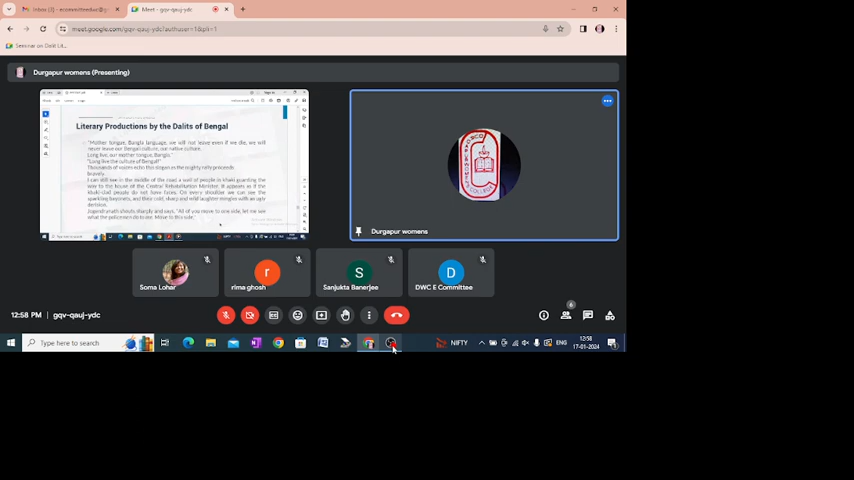 Inbox (3) - ecommitteedwc@g
Meet - gqv-qauj-ydc
meet.google.com/gqv-qauj-ydc?authuser=1&pli=1
Seminar on Dalit Lit...
Durgapur womens (Presenting)
Literary Productions by the Dalits of Bengal
"Mother tongue, Bangla language, we will not leave even if we die, we will
never leave our Bengali culture, our native culture.
Long live, our mother tongue, Bangla."
"Long live the culture of Bengal!"
Thousands of voices echo this slogan as the mighty rally proceeds
bravely.
I can still see in the middle of the road a wall of people in khaki guarding the
way to the house of the Central Rehabilitation Minister. It appears as if the
khaki-clad people do not have faces. On every shoulder we can see the
sparkling bayonets, and their cold, sharp and wild laughter mingles with an ugly
derision.
Jogendranath shouts sharply and says, "All of you move to one side, let me see
what the policemen do to me. Move to this side,"
Durgapur womens
Soma Lohar
rima ghosh
Sanjukta Banerjee
D
DWC E Committee
r
S
6
12:58 PM
gqv-qauj-ydc
Type here to search
NIFTY
ENG
12:58
17-01-2024